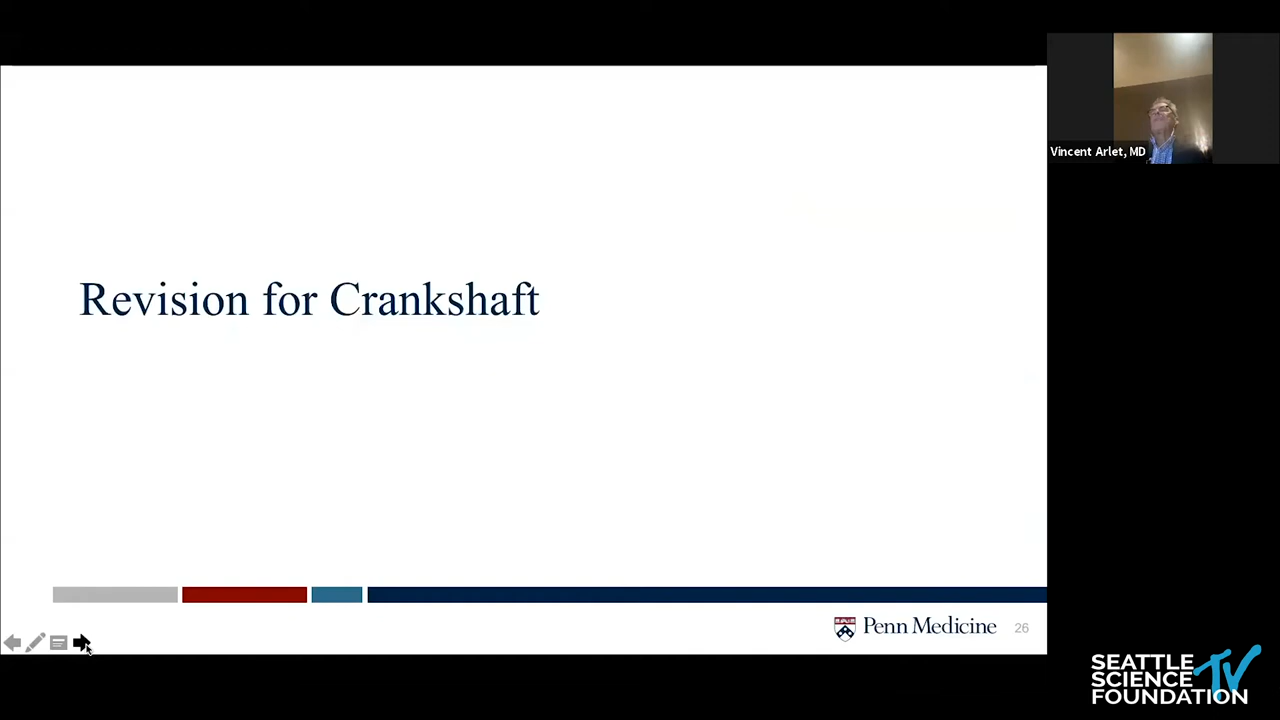 Vincent Arlet, MD
Revision for Crankshaft
Penn Medicine
26
SEATTLE
SCIENCE
FOUNDATION
TV